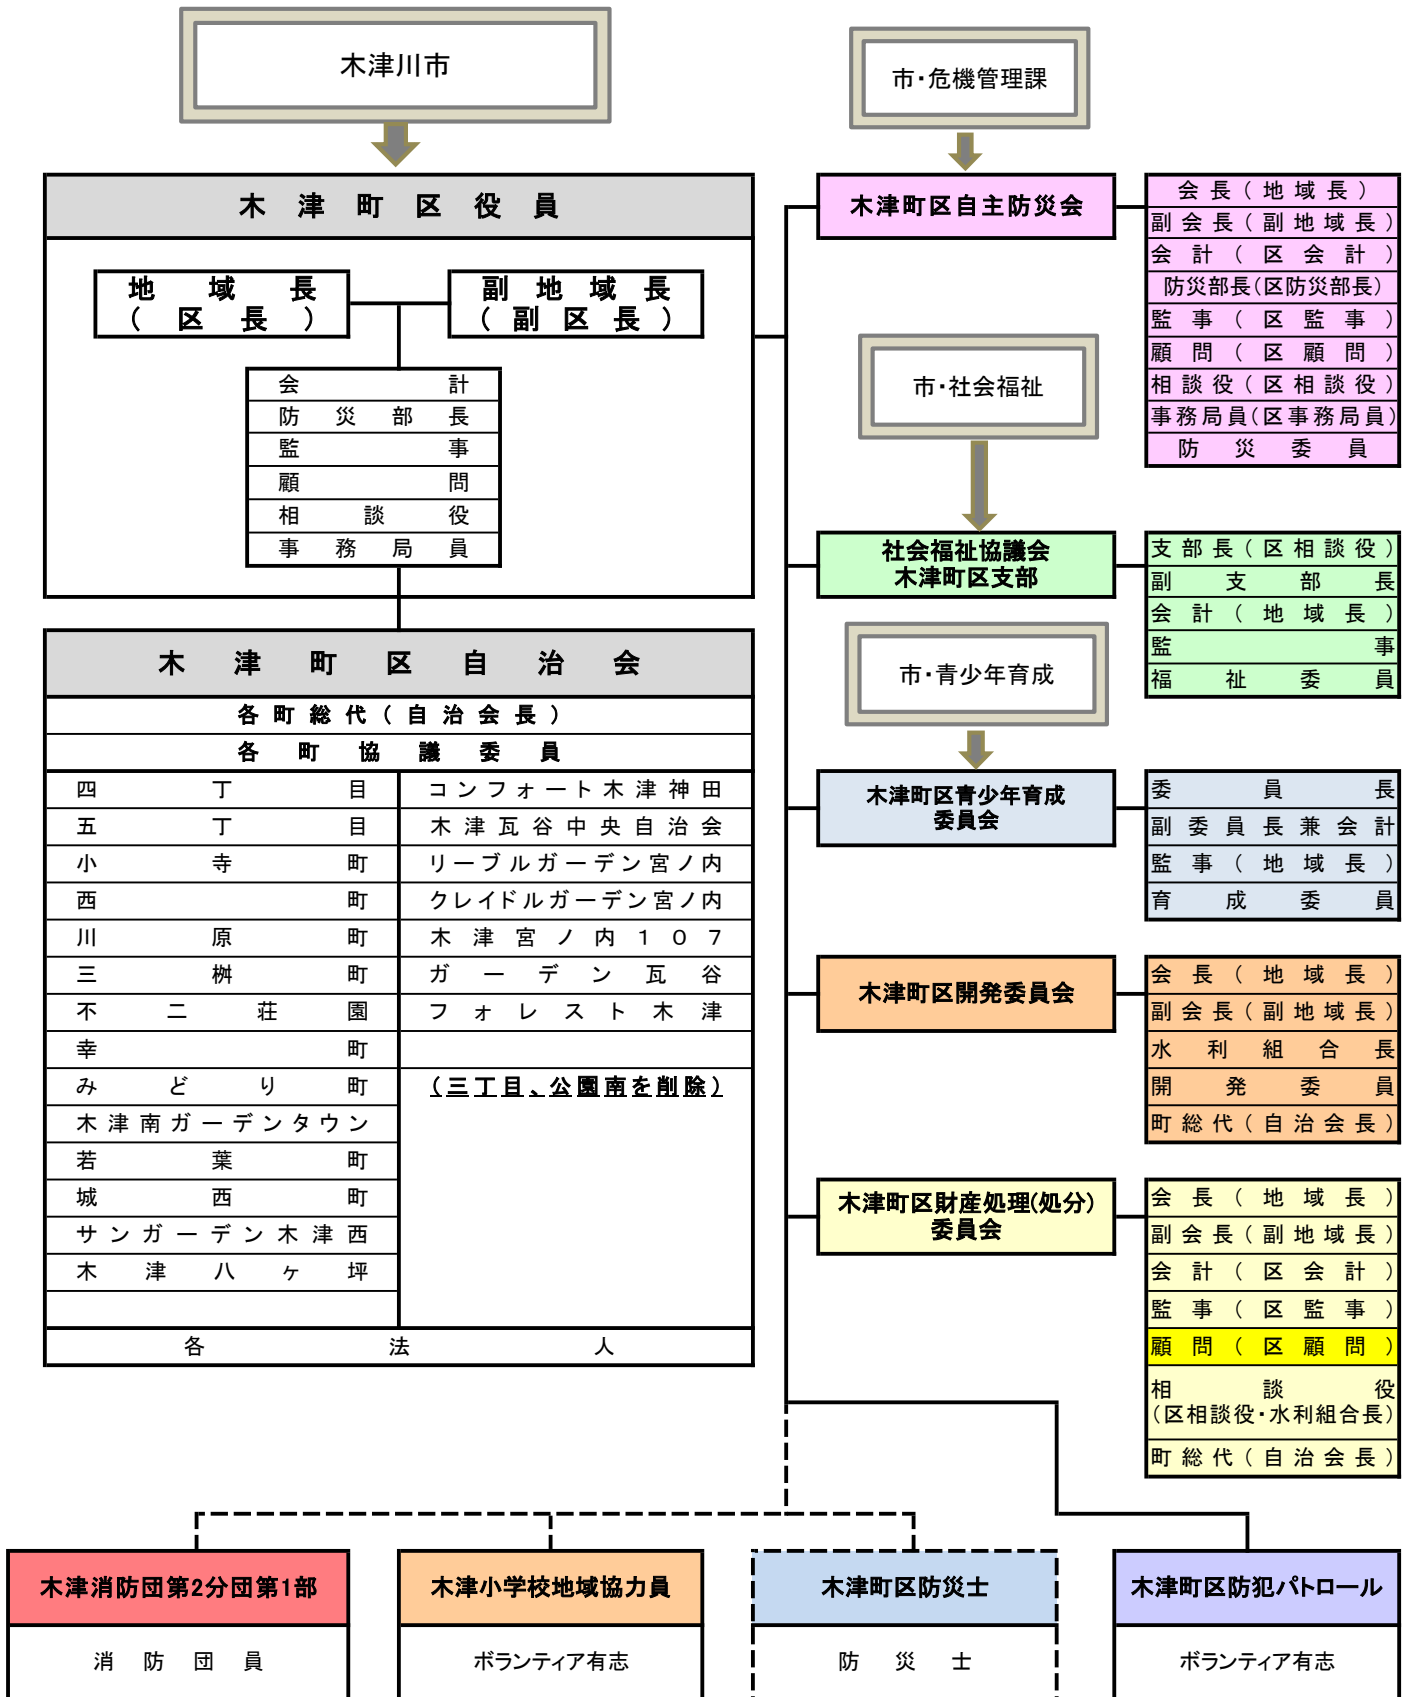 木津川市
市・危機管理課
木津町区役員
地域長
(区長)
副地域長
(副区長)
会計
防災部長
監事
顧問
相談役
事務局員
木津町区自治会
各町総代(自治会長)
各町協議委員
四丁目
五丁目
小寺町
西町
川原町
三桝町
不二荘園
幸町
みどり町
木津南ガーデンタウン
若葉町
城西町
サンガーデン木津西
木津八ヶ坪
コンフォート木津神田
木津瓦谷中央自治会
リーブルガーデン宮ノ内
クレイドルガーデン宮ノ内
木津宮ノ内107
ガーデン瓦谷
フォレスト木津
(三丁目、公園南を削除)
各法人
木津町区自主防災会
会長(地域長)
副会長(副地域長)
会計(区会計)
防災部長(区防災部長)
監事(区監事)
顧問(区顧問)
相談役(区相談役)
事務局員(区事務局員)
防災委員
市・社会福祉
社会福祉協議会
木津町区支部
支部長(区相談役)
副支部長
会計(地域長)
監事
福祉委員
市・青少年育成
木津町区青少年育成
委員会
委員長
副委員長兼会計
監事(地域長)
育成委員
木津町区開発委員会
会長(地域長)
副会長(副地域長)
水利組合長
開発委員
町総代(自治会長)
木津町区財産処理(処分)
委員会
会長(地域長)
副会長(副地域長)
会計(区会計)
監事(区監事)
顧問(区顧問)
相談役
(区相談役・水利組合長)
町総代(自治会長)
木津消防団第2分団第1部
消防団員
木津小学校地域協力員
ボランティア有志
木津町区防災士
防災士
木津町区防犯パトロール
ボランティア有志